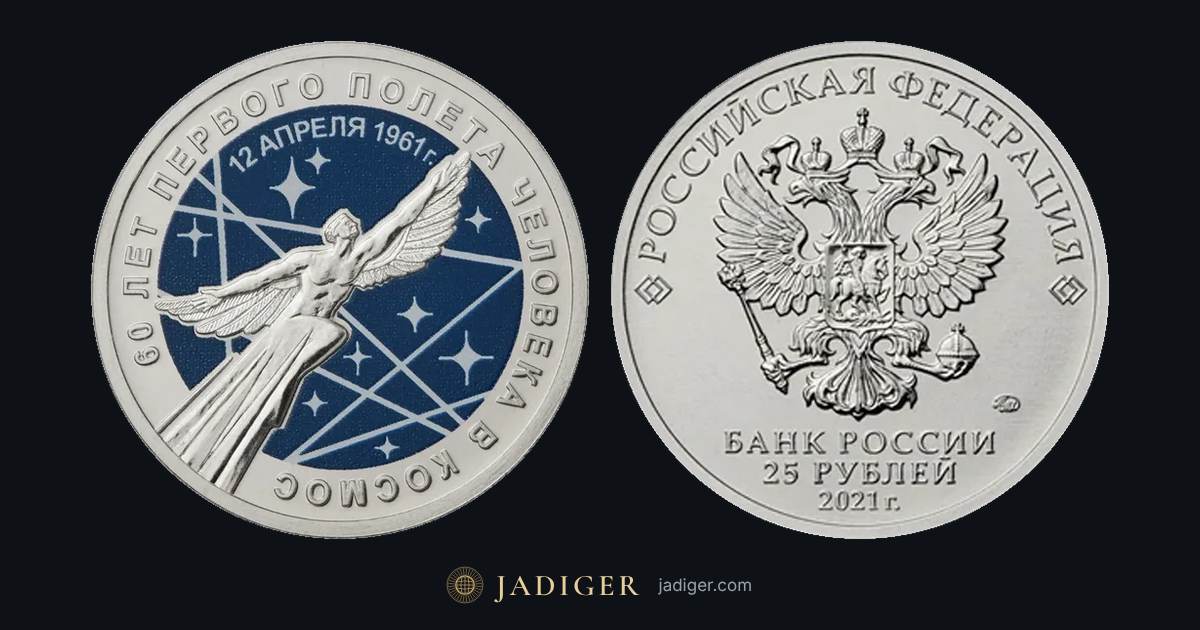 60 ЛЕТ ПЕРВОГО ПОЛЕТА ЧЕЛОВЕКА В КОСМОС
12 АПРЕЛЯ 1961г.
РОССИЙСКАЯ ФЕДЕРАЦИЯ
БАНК РОССИИ
25 РУБЛЕЙ
2021 г.
JADIGER jadiger.com